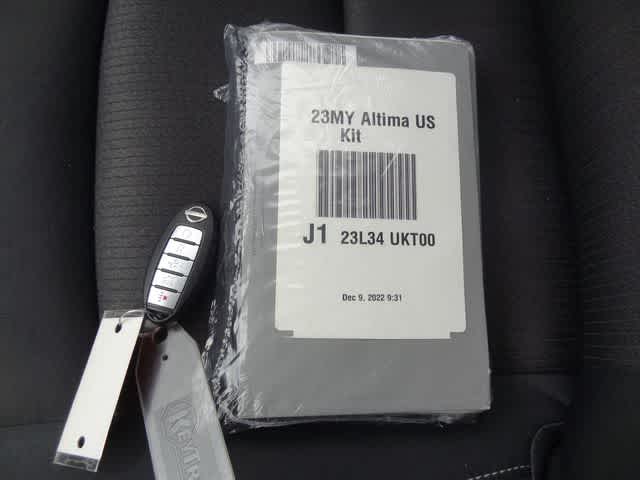 23MY Altima US
Kit
J1 23L34 UKT00
Dec 9, 2022 9:31